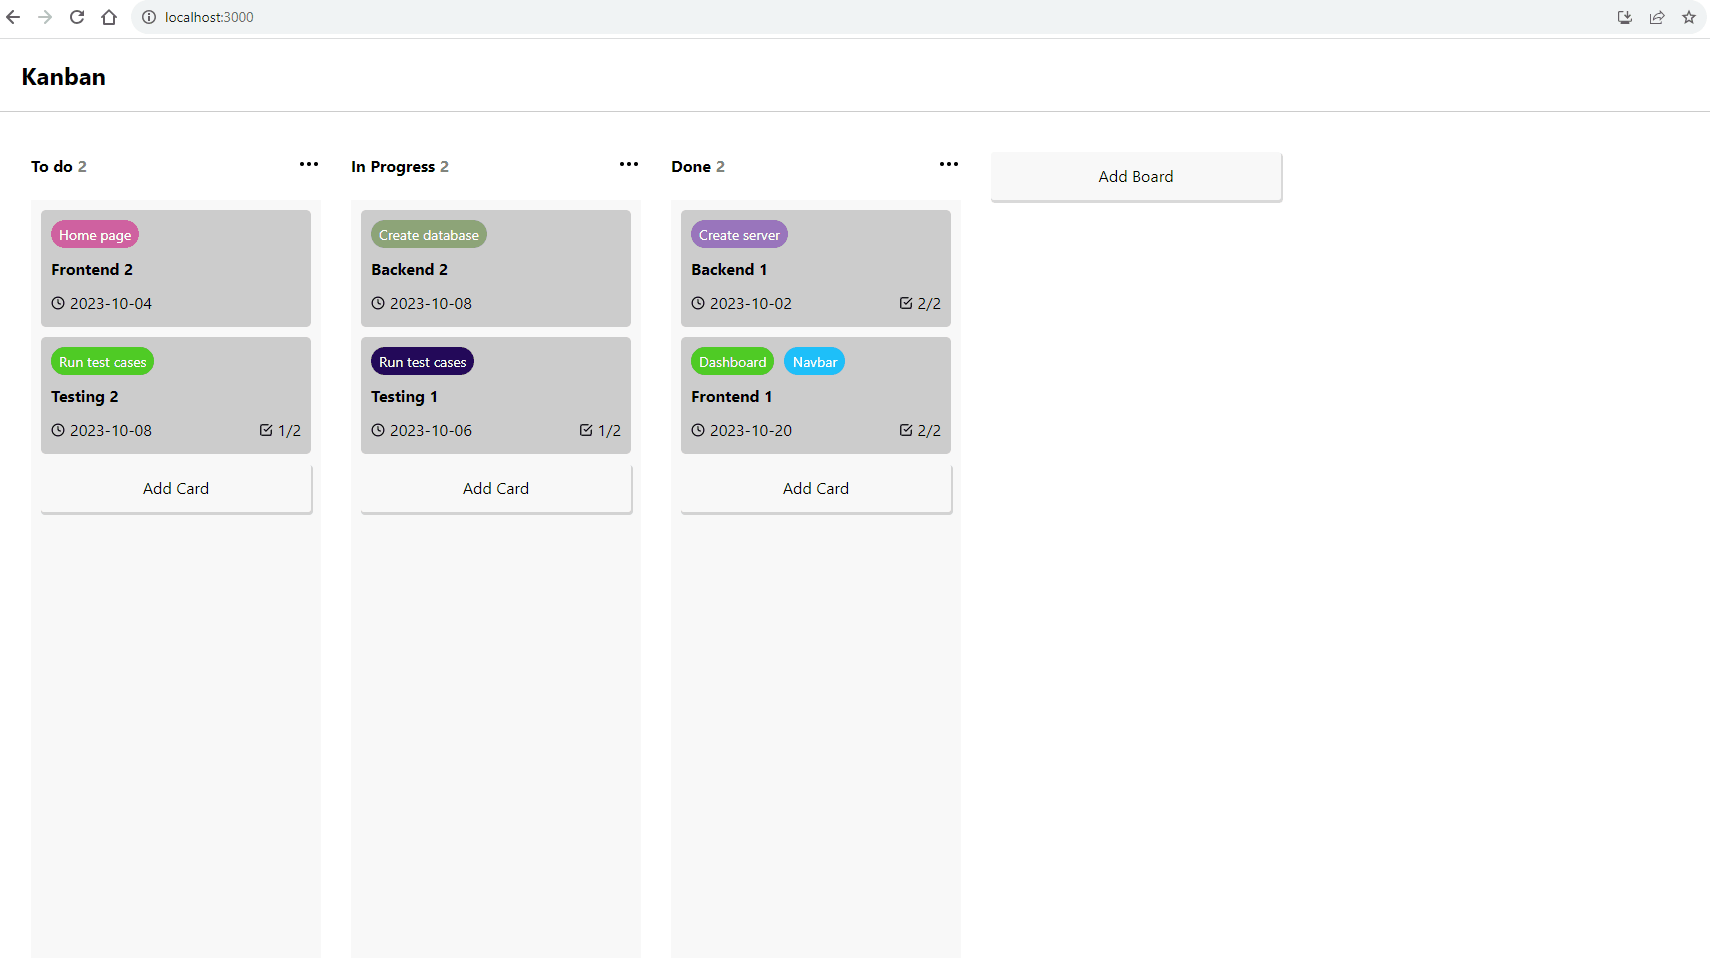 localhost:3000
Kanban
To do 2
Home page
Frontend 2
2023-10-04
Run test cases
Testing 2
2023-10-08 1/2
Add Card
In Progress 2
Create database
Backend 2
2023-10-08
Run test cases
Testing 1
2023-10-06 1/2
Add Card
Done 2
Create server
Backend 1
2023-10-02 2/2
Dashboard Navbar
Frontend 1
2023-10-20 2/2
Add Card
Add Board